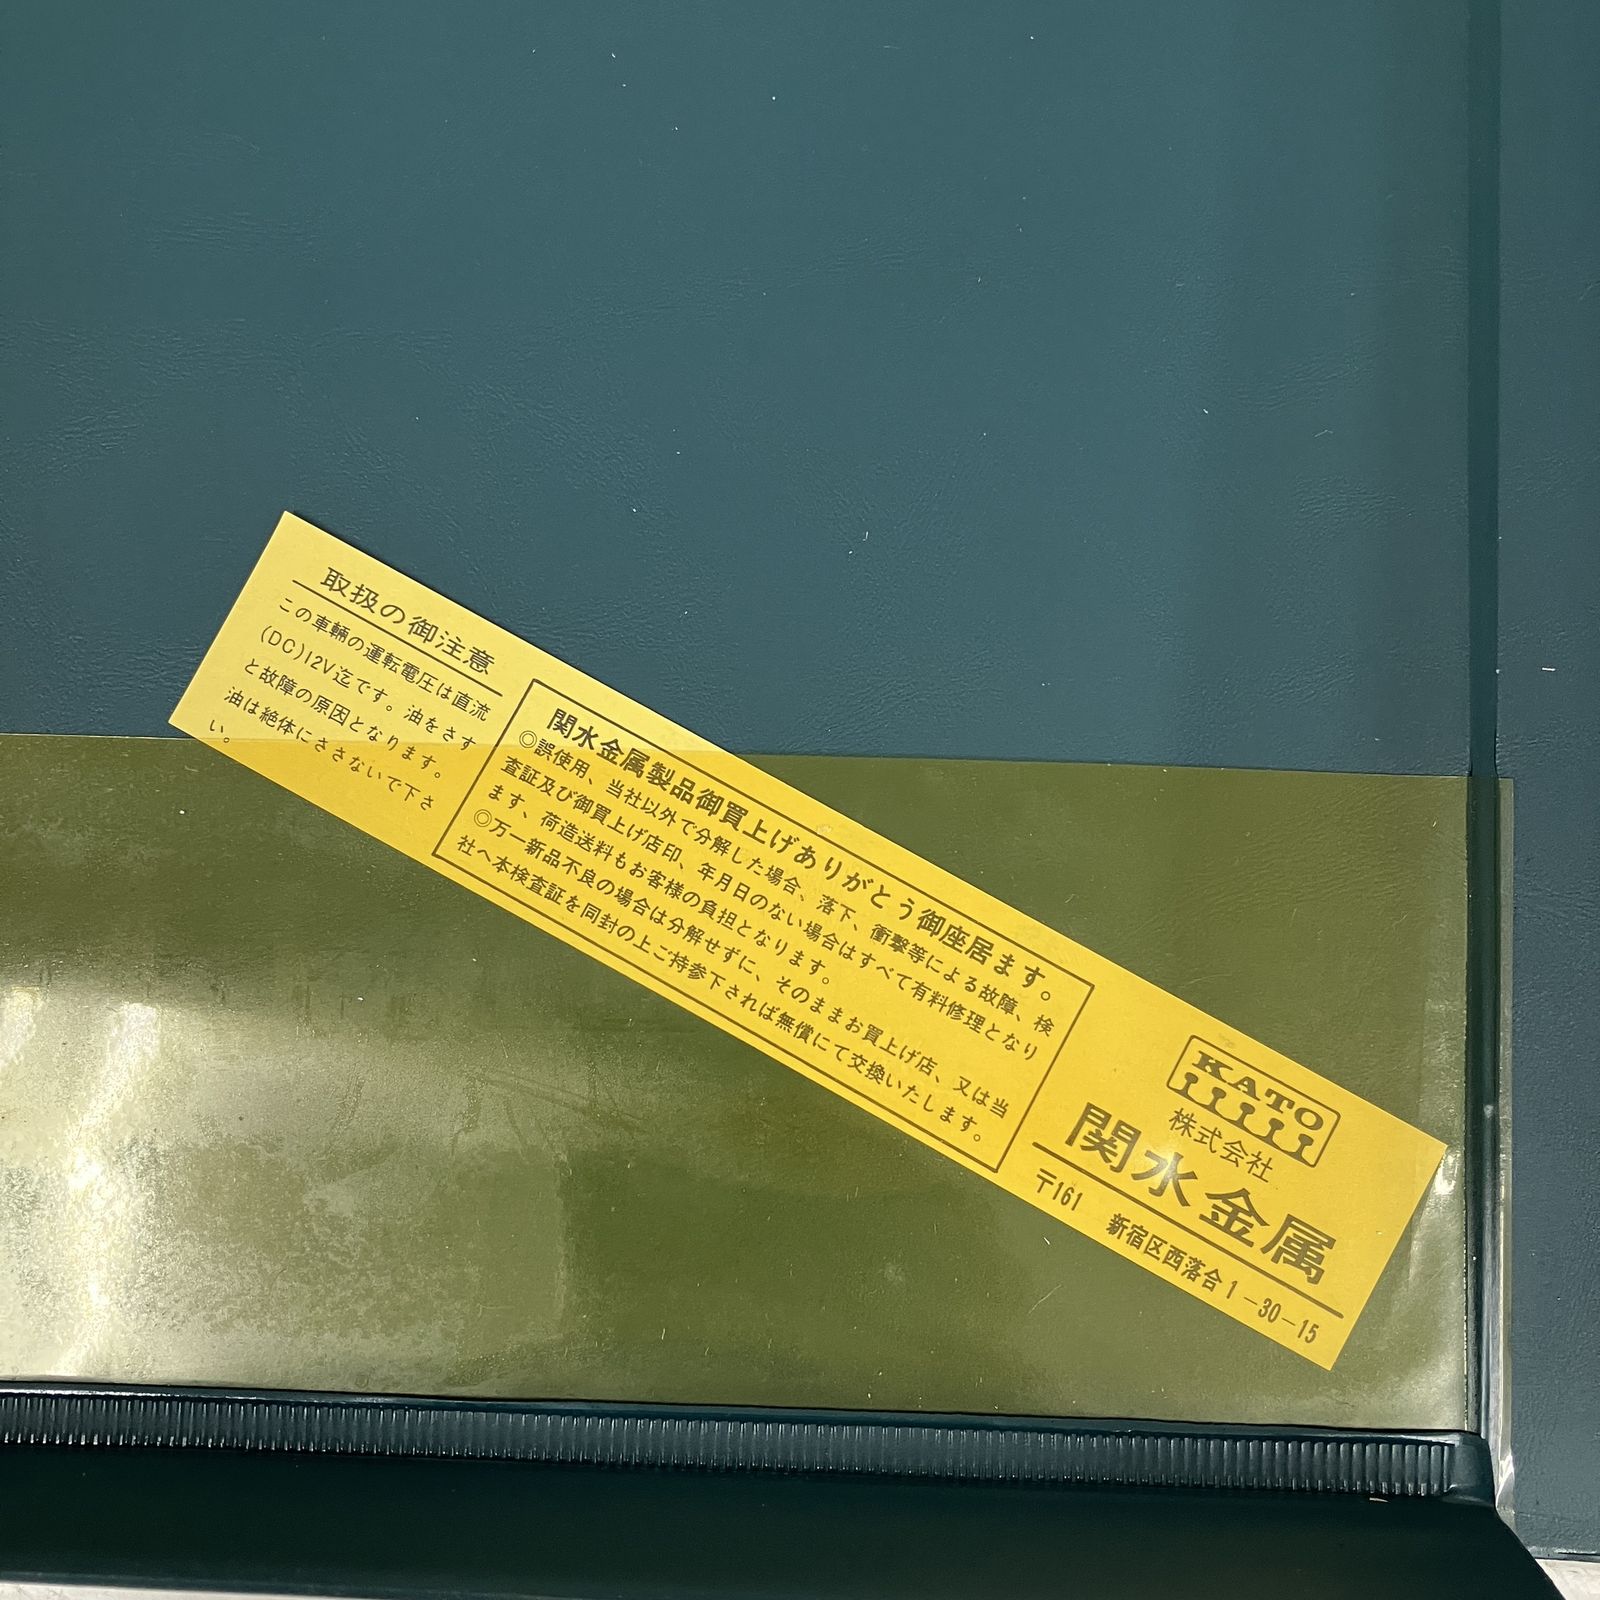 取扱の御注意
この車輛の運転電圧は直流
(DC)12V迄です。油をさす
と故障の原因となります。
油は絶体にささないで下さ
い。
関水金属製品御買上げありがとう御座居ます。
◎誤使用、当社以外で分解した場合、落下、衝撃等による故障、検
査証及び御買上げ店印、年月日のない場合はすべて有料修理となり
ます、荷造送料もお客様の負担となります。
◎万一新品不良の場合は分解せずに、そのままお買上げ店、又は当
社へ本検査証を同封の上ご持参下されば無償にて交換いたします。
KATO
株式会社
関水金属
〒161 新宿区西落合1-30-15